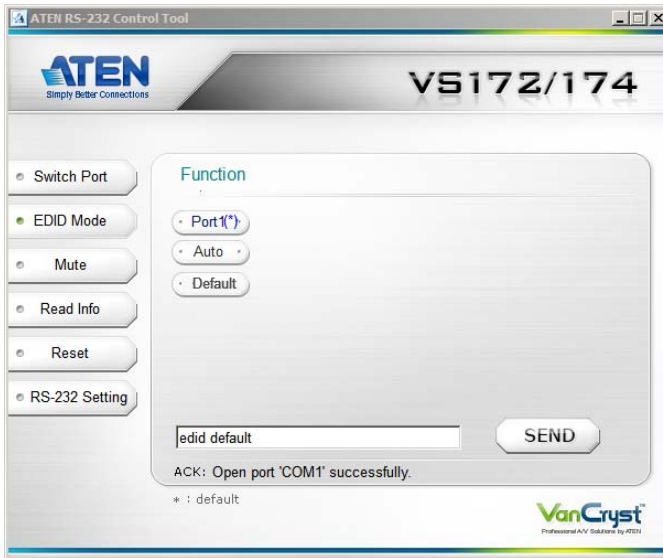 ATEN RS-232 Control Tool
ATEN
Simply Better Connections
VS172/174
Switch Port
EDID Mode
Mute
Read Info
Reset
RS-232 Setting
Function
Port1(*)
Auto
Default
edid default
SEND
ACK: Open port 'COM1' successfully.
* : default
VanCryst™
Professional A/V Solutions by ATEN